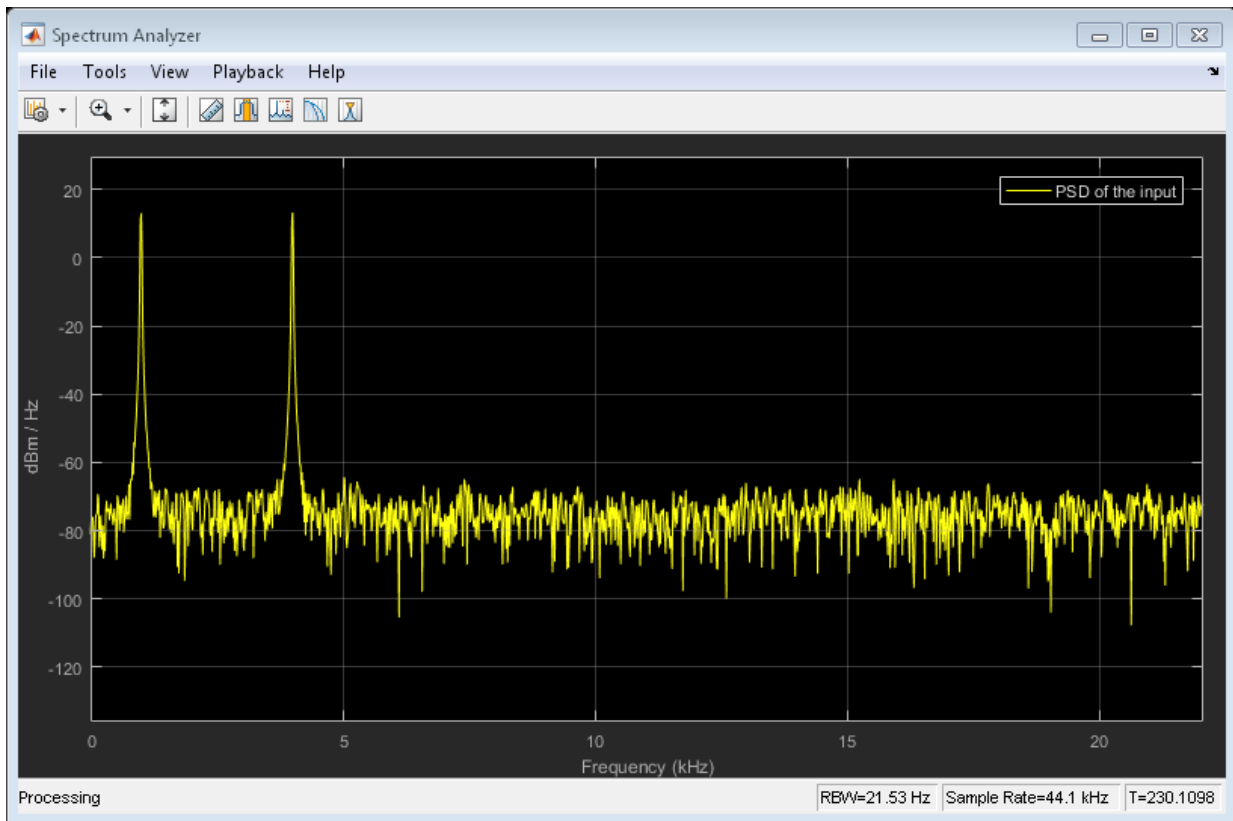 Spectrum Analyzer
File Tools View Playback Help
PSD of the input
20
0
-20
-40
-60
-80
-100
-120
dBm / Hz
0 5 10 15 20
Frequency (kHz)
Processing RBW=21.53 Hz Sample Rate=44.1 kHz T=230.1098